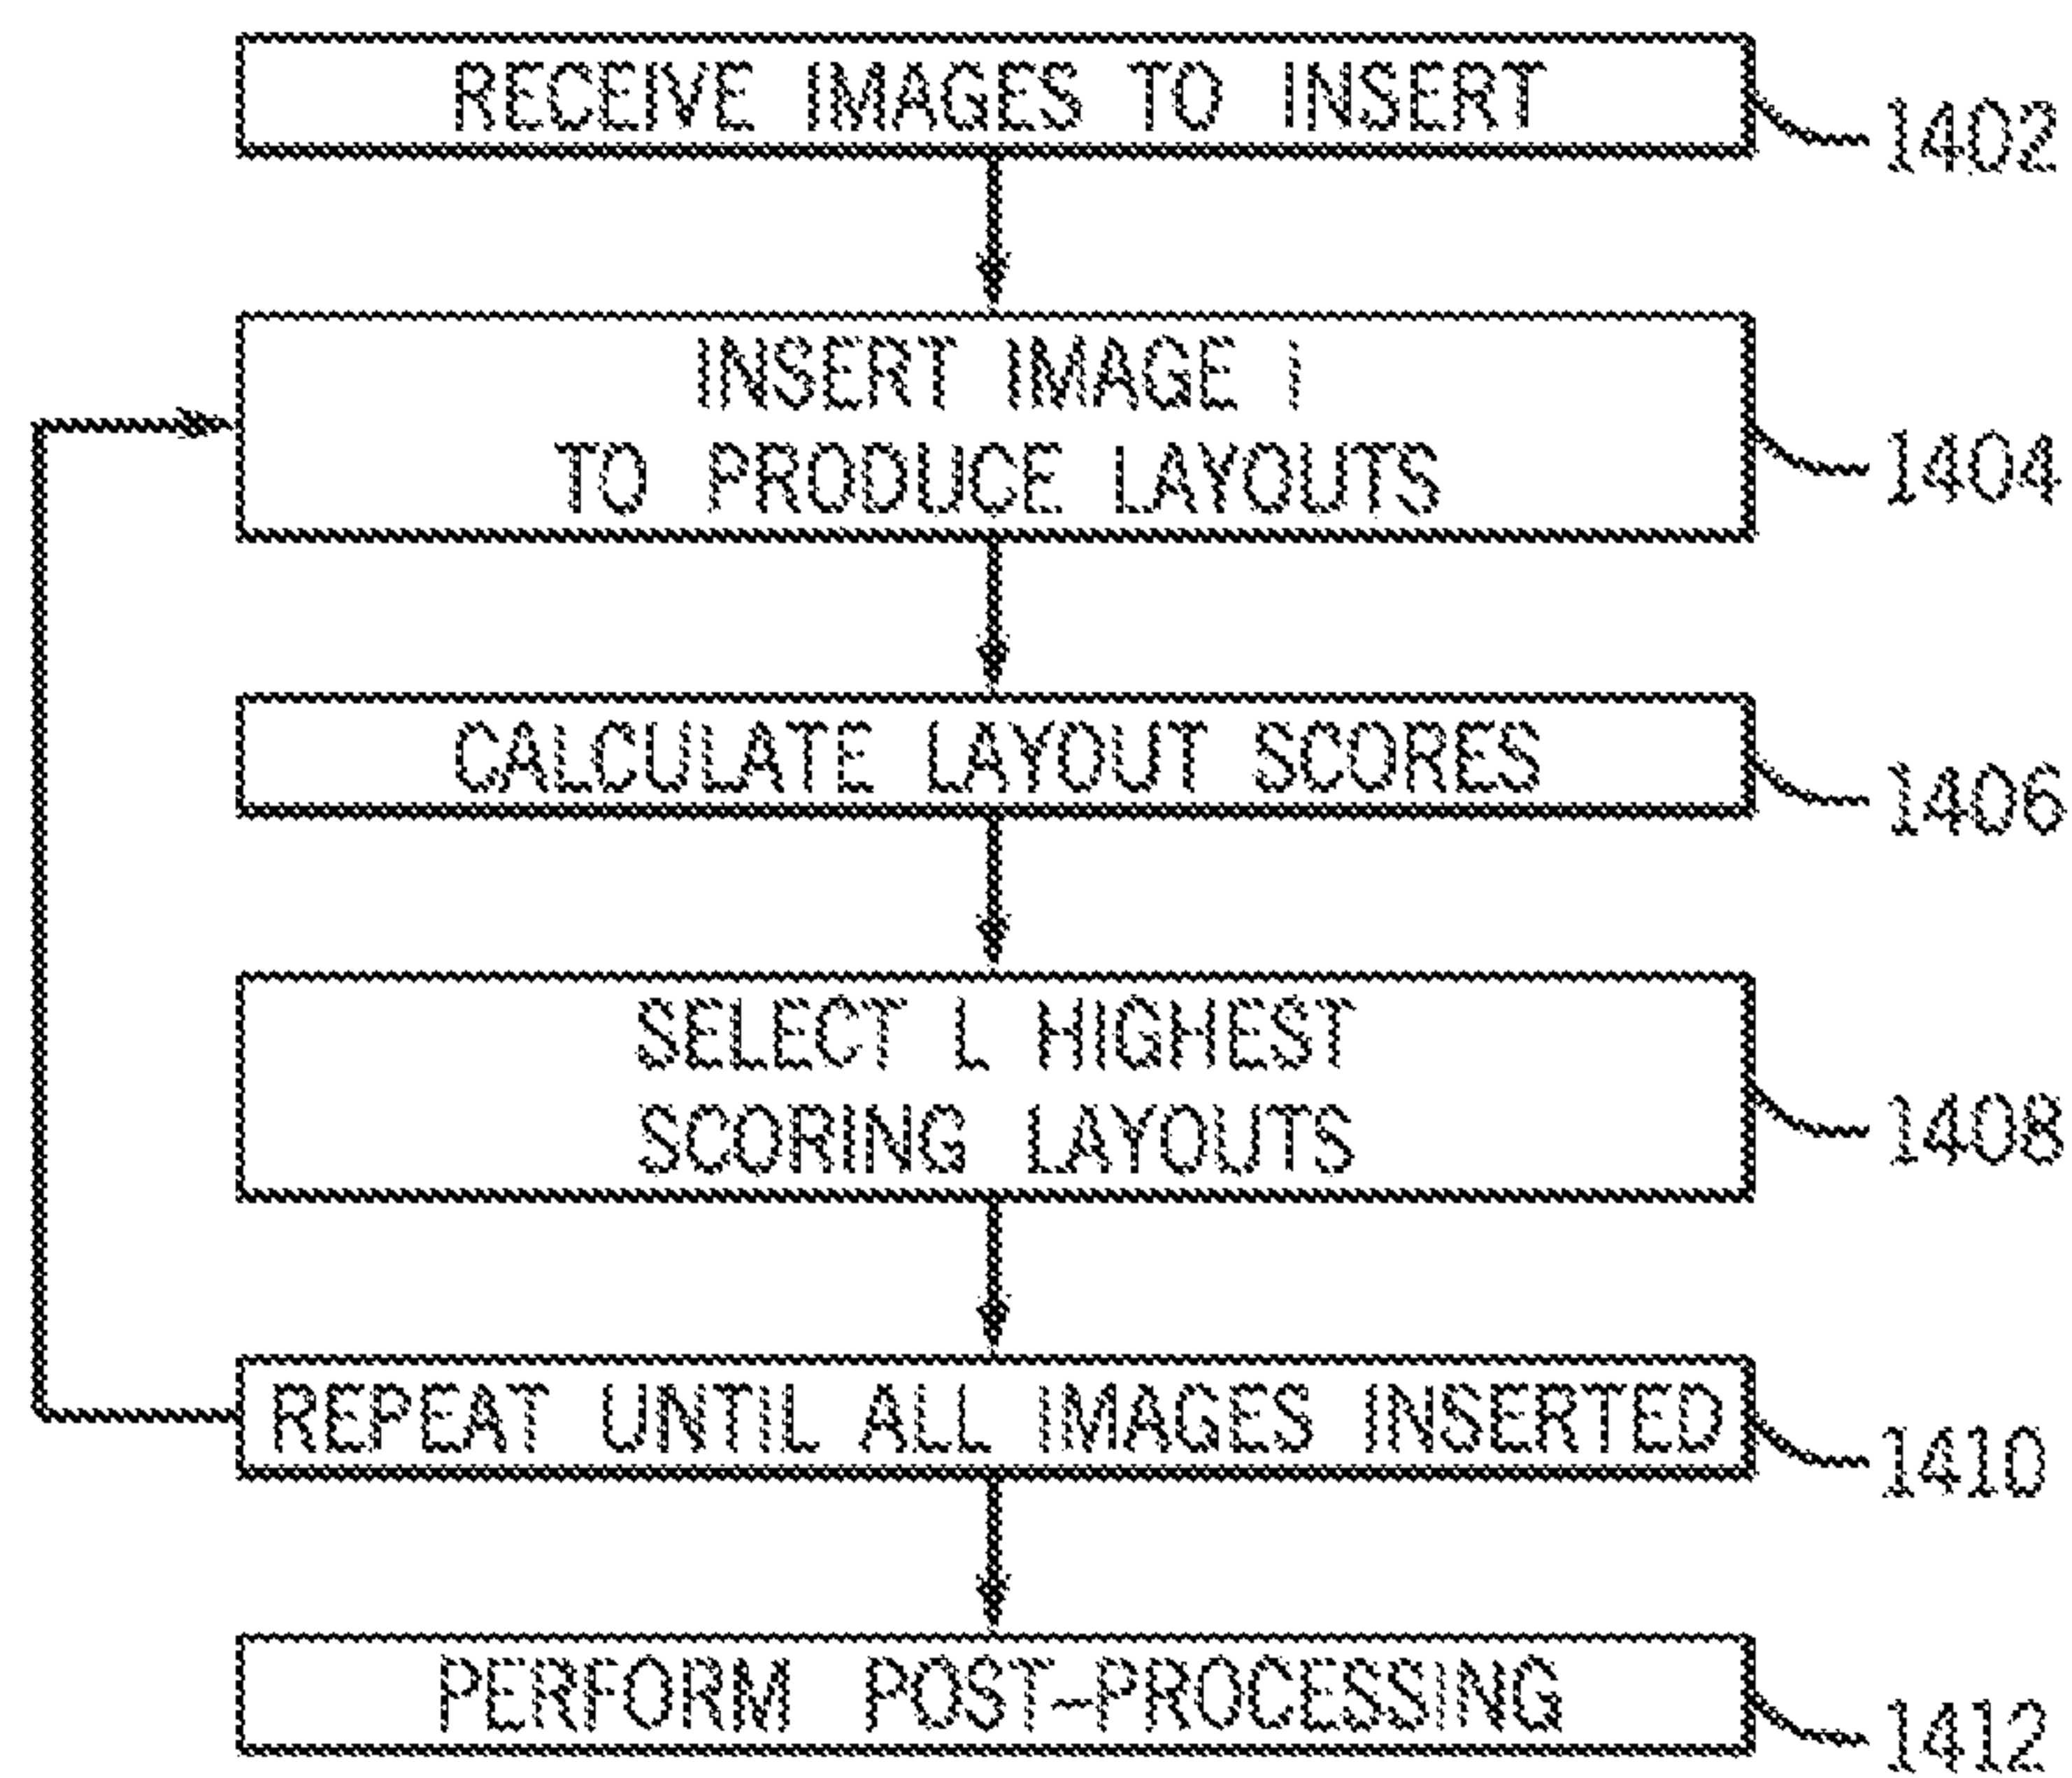 RECEIVE IMAGES TO INSERT
1402
INSERT IMAGE i
TO PRODUCE LAYOUTS
1404
CALCULATE LAYOUT SCORES
1406
SELECT L HIGHEST
SCORING LAYOUTS
1408
REPEAT UNTIL ALL IMAGES INSERTED
1410
PERFORM POST-PROCESSING
1412